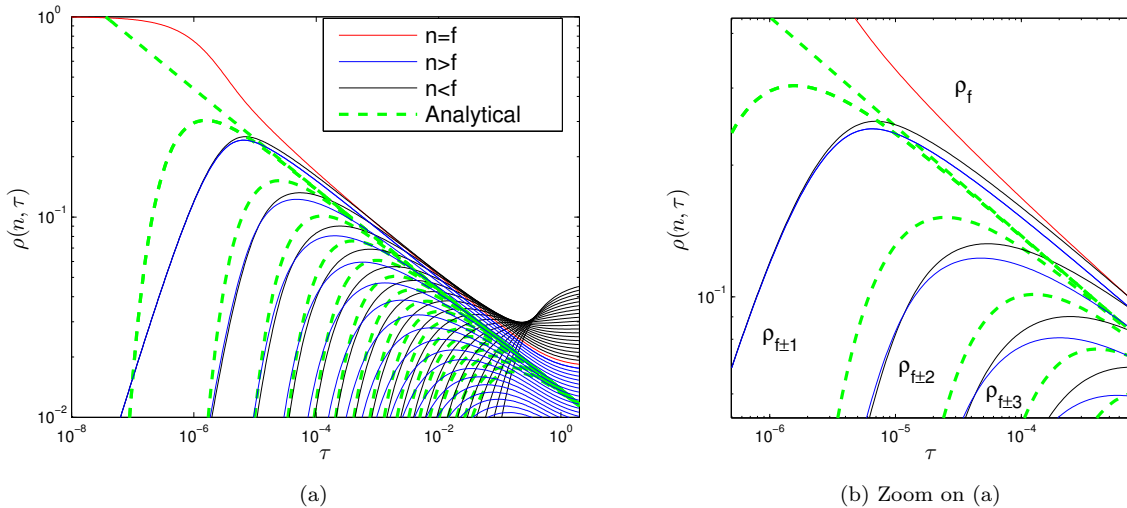 10^0
10^-1
10^-2
ρ(n, τ)
10^-8
10^-6
10^-4
10^-2
10^0
τ
n=f
n>f
n<f
Analytical
(a)
10^-1
ρ(n, τ)
10^-6
10^-5
10^-4
τ
ρ_f
ρ_f±1
ρ_f±2
ρ_f±3
(b) Zoom on (a)